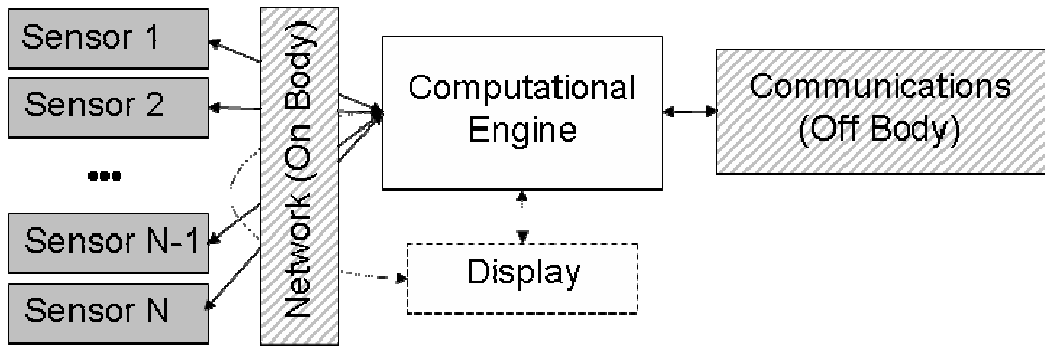 Sensor 1
Sensor 2
•••
Sensor N-1
Sensor N
Network (On Body)
Computational
Engine
Display
Communications
(Off Body)